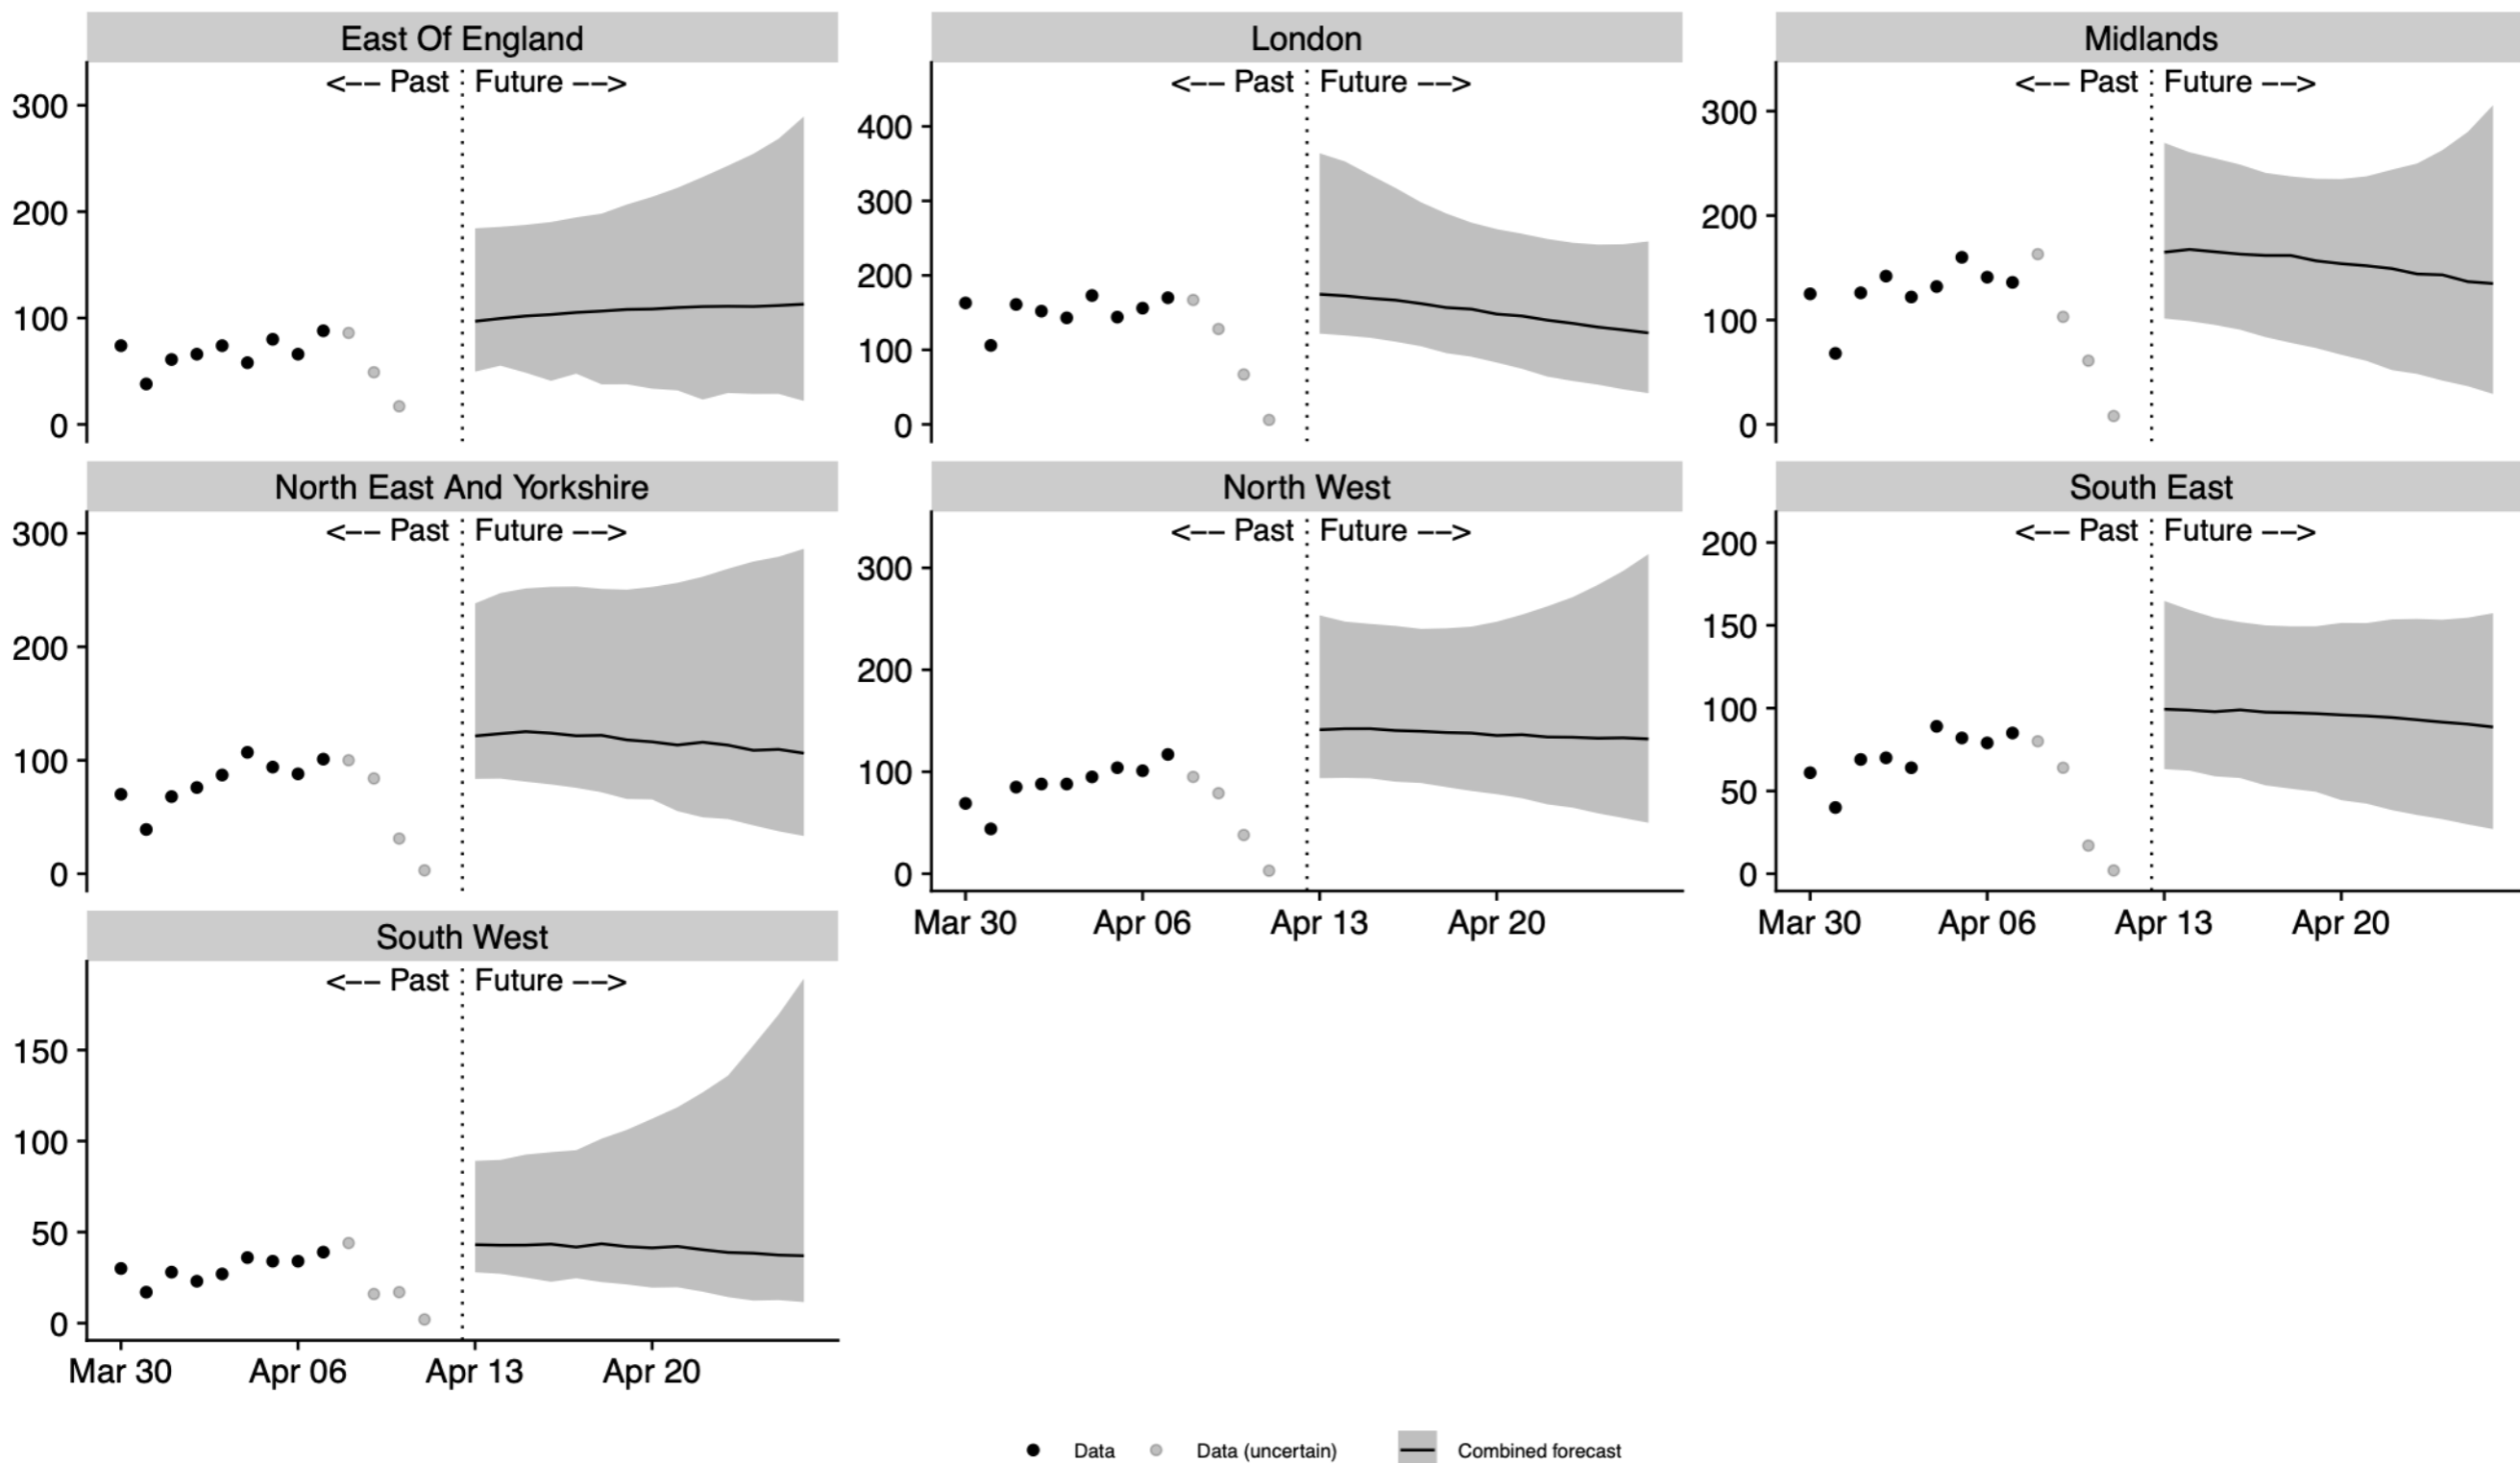 East Of England
<-- Past Future -->
300
200
100
0
London
<-- Past Future -->
400
300
200
100
0
Midlands
<-- Past Future -->
300
200
100
0
North East And Yorkshire
<-- Past Future -->
300
200
100
0
North West
<-- Past Future -->
300
200
100
0
Mar 30 Apr 06 Apr 13 Apr 20
South East
<-- Past Future -->
200
150
100
50
0
Mar 30 Apr 06 Apr 13 Apr 20
South West
<-- Past Future -->
150
100
50
0
Mar 30 Apr 06 Apr 13 Apr 20
Data Data (uncertain) Combined forecast